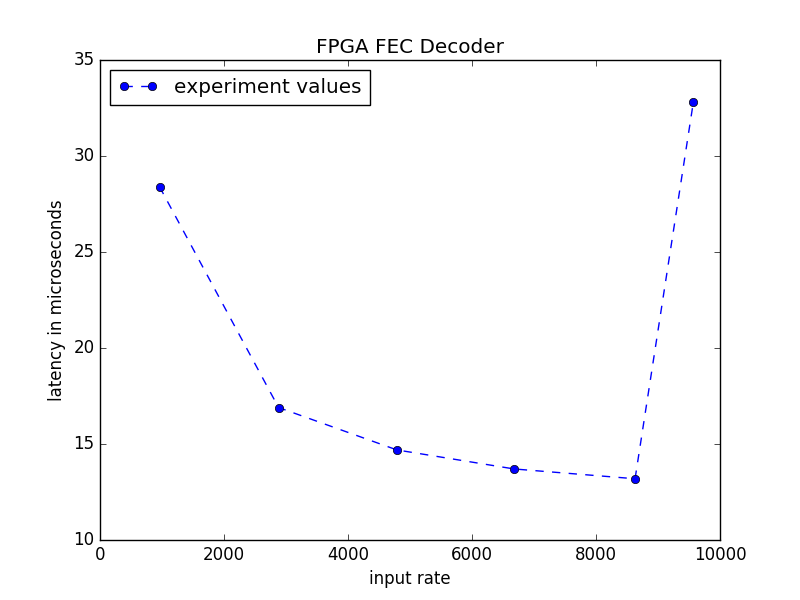 FPGA FEC Decoder
experiment values
35
30
25
20
15
10
latency in microseconds
0 2000 4000 6000 8000 10000
input rate